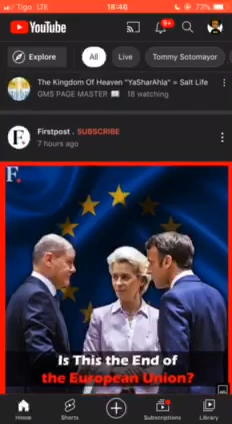 Tigo LTE 18:46 77%
YouTube 9+
Explore All Live Tommy Sotomayor
The Kingdom Of Heaven "YaSharAhla" = Salt Life
GMS PAGE MASTER 18 watching
F.
Firstpost . SUBSCRIBE
7 hours ago
F.
Is This the End of
the European Union?
Home Shorts Subscriptions Library